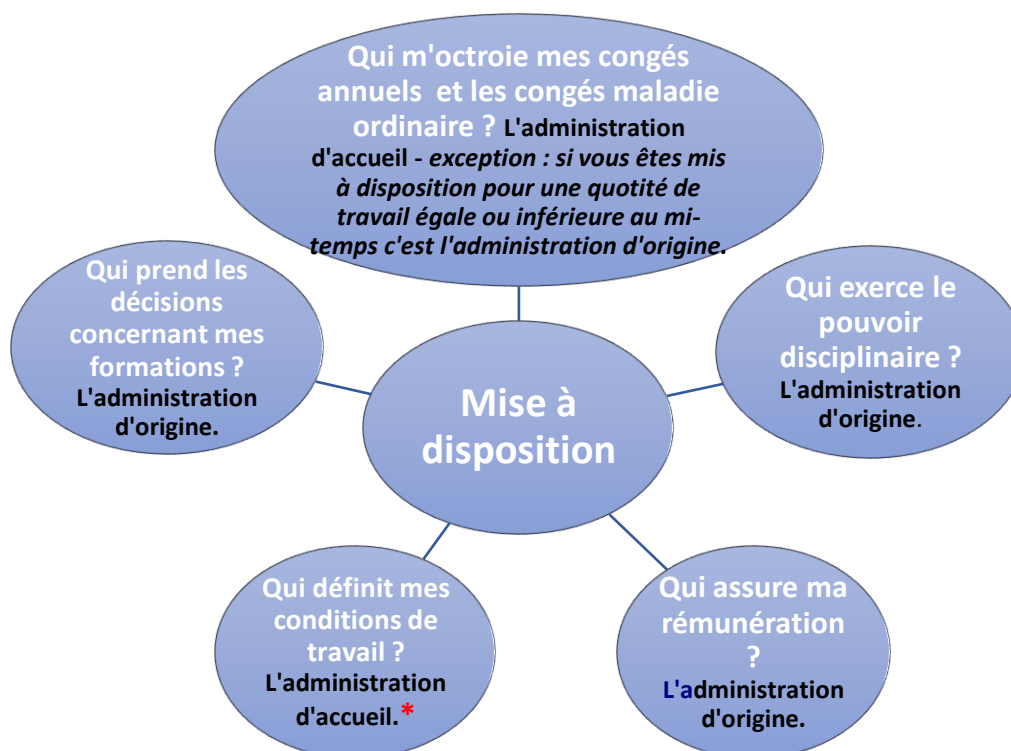 Qui m'octroie mes congés
annuels et les congés maladie
ordinaire ? L'administration
d'accueil - exception : si vous êtes mis
à disposition pour une quotité de
travail égale ou inférieure au mi-
temps c'est l'administration d'origine.
Qui prend les
décisions
concernant mes
formations ?
L'administration
d'origine.
Qui exerce le
pouvoir
disciplinaire ?
L'administration
d'origine.
Mise à
disposition
Qui définit mes
conditions de
travail ?
L'administration
d'accueil.*
Qui assure ma
rémunération
?
L'administration
d'origine.